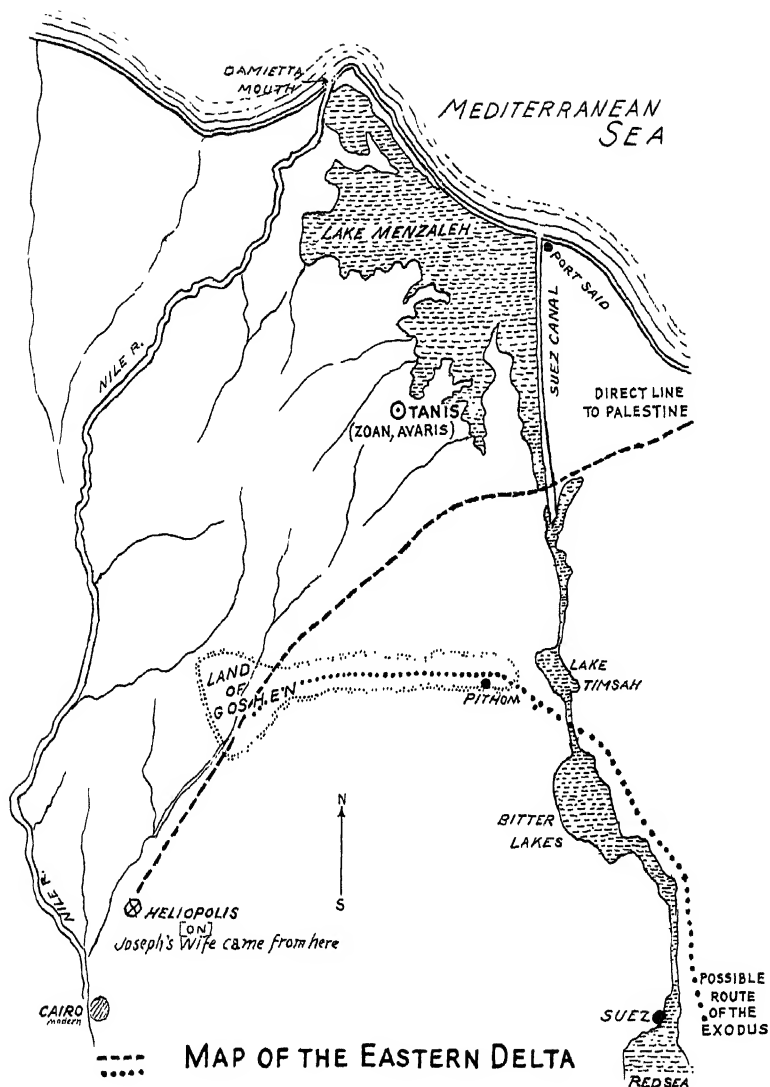 DAMIETTA
MOUTH
MEDITERRANEAN
SEA
LAKE MENZALEH
PORT SAID
SUEZ CANAL
NILE R.
DIRECT LINE
TO PALESTINE
TANIS
(ZOAN, AVARIS)
LAND
OF
GOSHEN
LAKE
TIMSAH
PITHOM
N
BITTER
LAKES
S
NILE R.
HELIOPOLIS
[ON]
Joseph's Wife came from here
POSSIBLE
ROUTE
OF THE
EXODUS
CAIRO
modern
SUEZ
MAP OF THE EASTERN DELTA
RED SEA